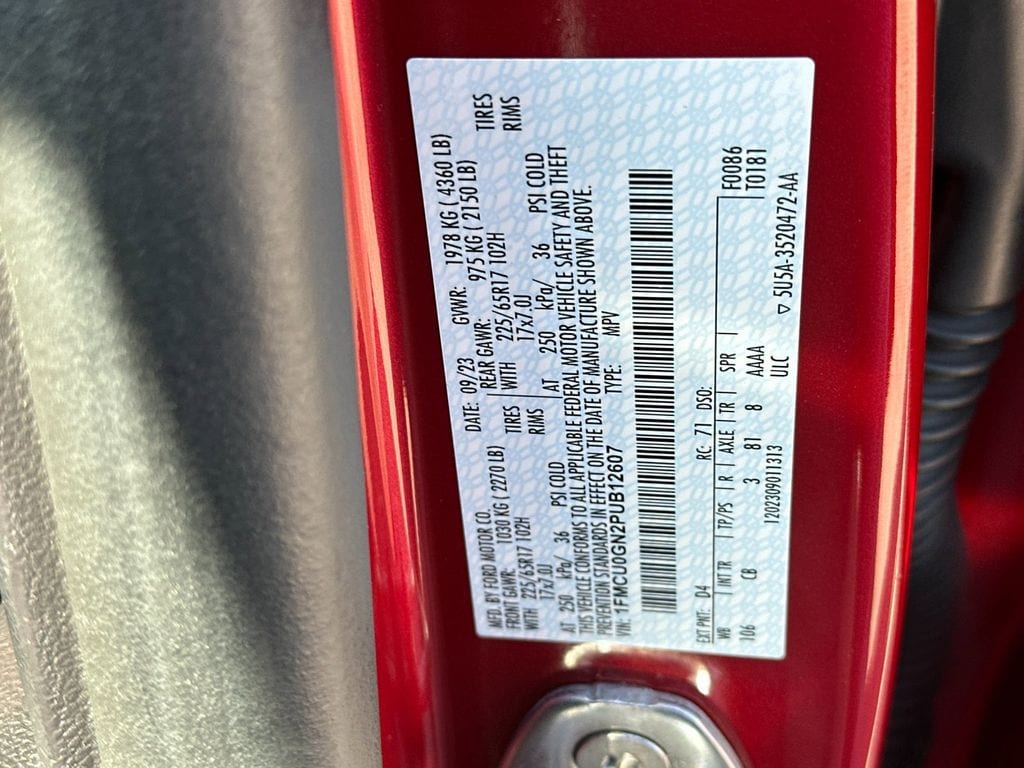 MFD. BY FORD MOTOR CO.
DATE: 09/23 GVWR: 1978 KG ( 4360 LB)
FRONT GAWR: 1030 KG ( 2270 LB) REAR GAWR: 975 KG ( 2150 LB)
WITH 225/65R17 102H TIRES WITH 225/65R17 102H TIRES
17x7.0J RIMS 17x7.0J RIMS
AT 250 kPa/ 36 PSI COLD AT 250 kPa/ 36 PSI COLD
THIS VEHICLE CONFORMS TO ALL APPLICABLE FEDERAL MOTOR VEHICLE SAFETY AND THEFT
PREVENTION STANDARDS IN EFFECT ON THE DATE OF MANUFACTURE SHOWN ABOVE.
VIN: 1FMCU0GN2PUB12607 TYPE: MPV
EXT PNT: D4 RC: 71 DSO: F0086
WB INT TR TP/PS R AXLE TR SPR T0181
106 CB 3 81 8 AAAA
ULC
120230901131​3 ▽ 5U5A-3520472-AA